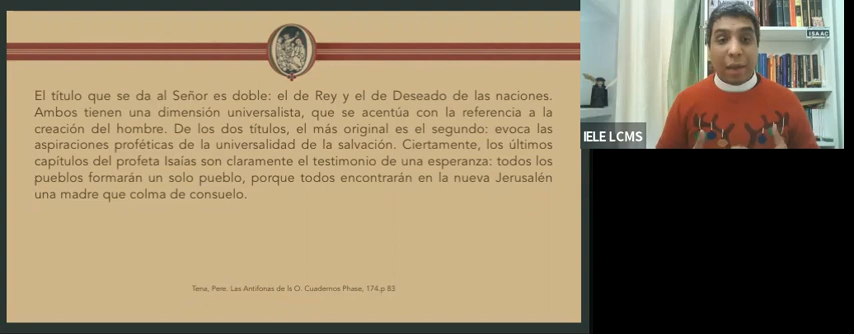 El título que se da al Señor es doble: el de Rey y el de Deseado de las naciones.
Ambos tienen una dimensión universalista, que se acentúa con la referencia a la
creación del hombre. De los dos títulos, el más original es el segundo: evoca las
aspiraciones proféticas de la universalidad de la salvación. Ciertamente, los últimos
capítulos del profeta Isaías son claramente el testimonio de una esperanza: todos los
pueblos formarán un solo pueblo, porque todos encontrarán en la nueva Jerusalén
una madre que colma de consuelo.
Tena, Pere. Las Antifonas de ls O. Cuadernos Phase, 174.p 83
ISAAC
IELE LCMS